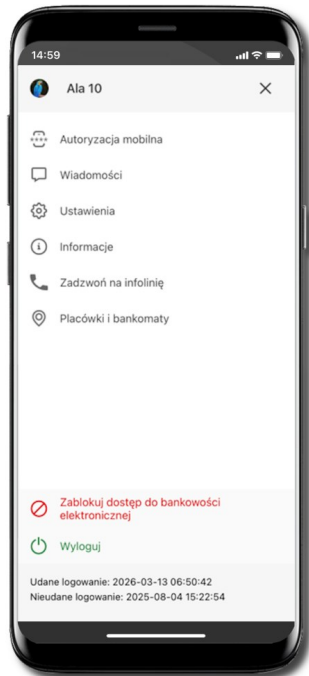 14:59
Ala 10
Autoryzacja mobilna
Wiadomości
Ustawienia
Informacje
Zadzwoń na infolinię
Placówki i bankomaty
Zablokuj dostęp do bankowości
elektronicznej
Wyloguj
Udane logowanie: 2026-03-13 06:50:42
Nieudane logowanie: 2025-08-04 15:22:54